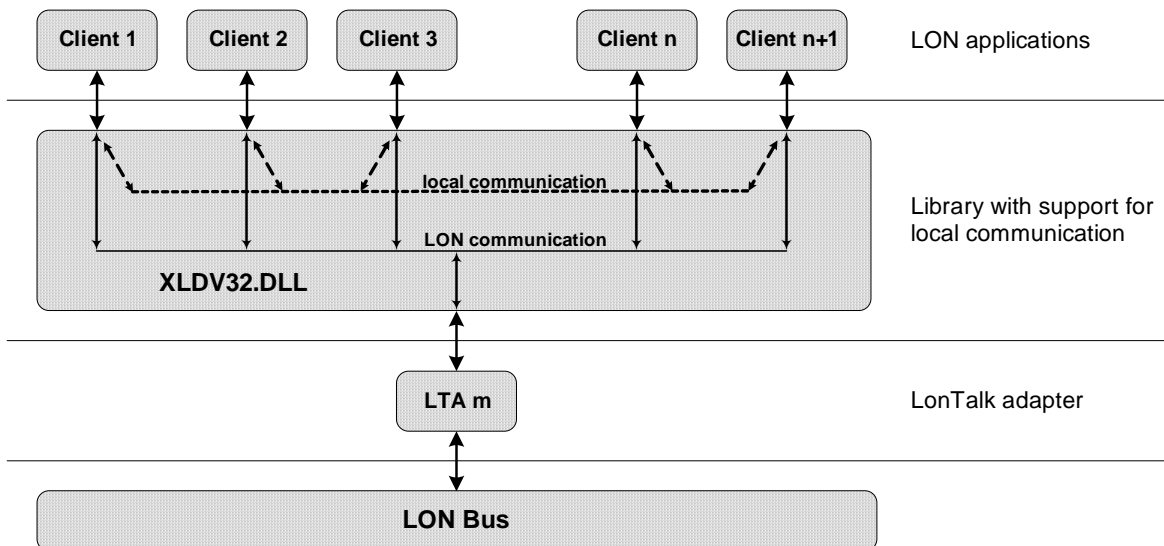 Client 1
Client 2
Client 3
Client n
Client n+1
LON applications
local communication
LON communication
XLDV32.DLL
Library with support for
local communication
LTA m
LonTalk adapter
LON Bus